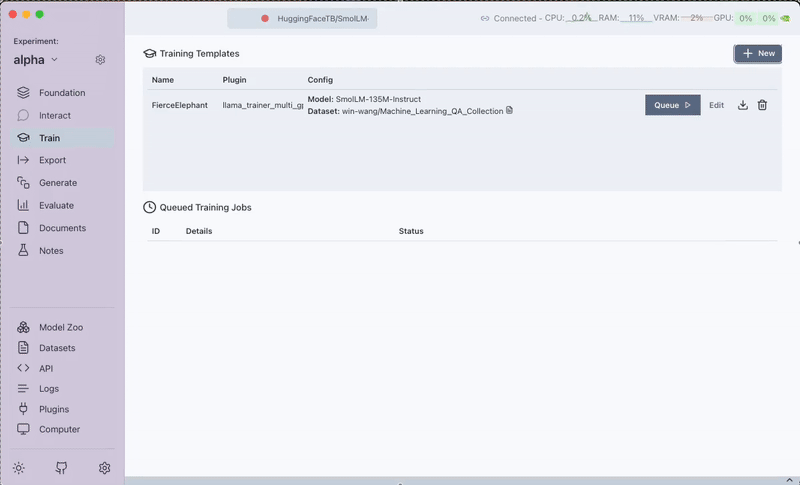 HuggingFaceTB/SmolLM-
Connected - CPU: 0.2% RAM: 11% VRAM: 2% GPU: 0% 0%
Experiment:
alpha
Foundation
Interact
Train
Export
Generate
Evaluate
Documents
Notes
Model Zoo
Datasets
API
Logs
Plugins
Computer
Training Templates
New
Name Plugin Config
FierceElephant llama_trainer_multi_gp Model: SmolLM-135M-Instruct
Dataset: win-wang/Machine_Learning_QA_Collection
Queue Edit
Queued Training Jobs
ID Details Status